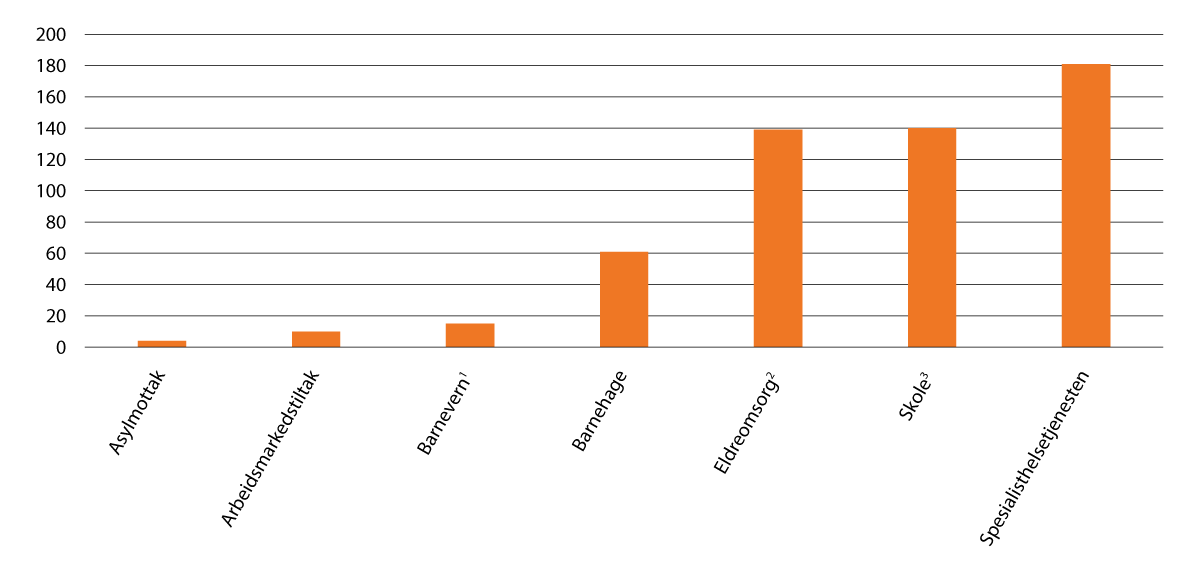 200
180
160
140
120
100
80
60
40
20
0
Asylmottak
Arbeidsmarkedstiltak
Barnevern¹
Barnehage
Eldreomsorg²
Skole³
Spesialisthelsetjenesten